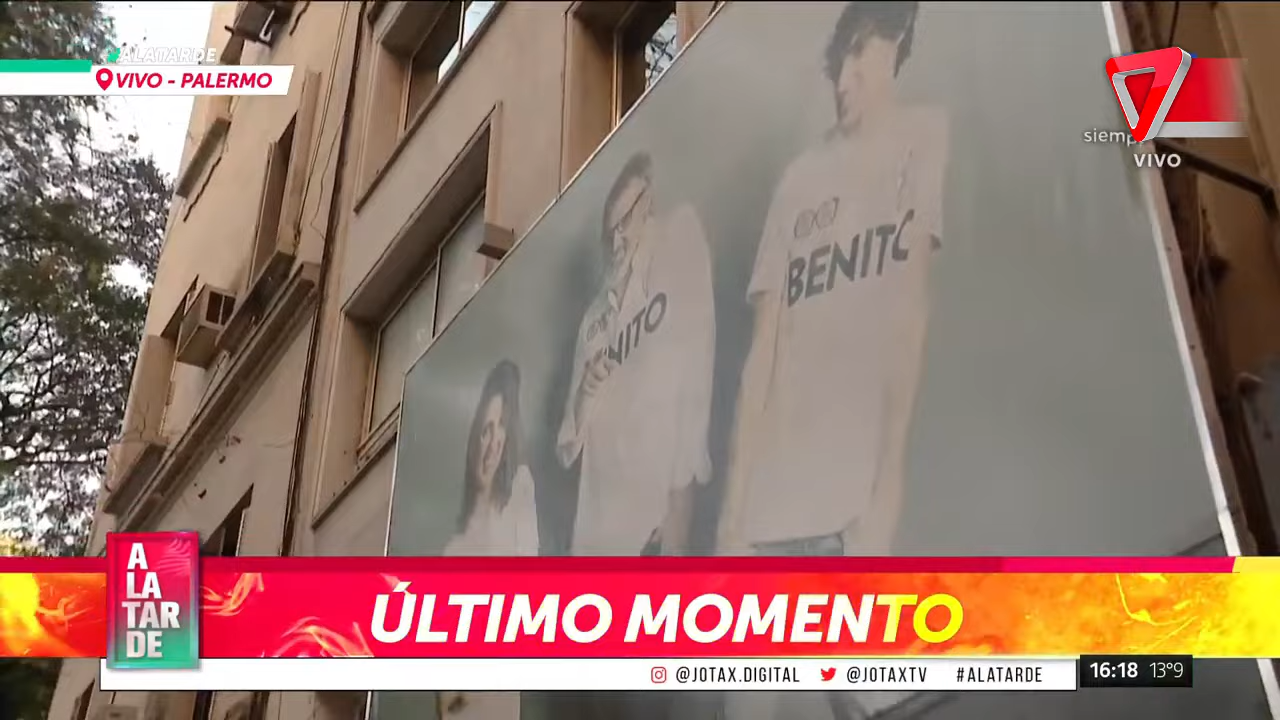 #ALATARDE
VIVO - PALERMO
siemp
VIVO
BENITO
BENITO
A
LA
TAR
DE
ÚLTIMO MOMENTO
@JOTAX.DIGITAL @JOTAXTV #ALATARDE
16:18 13°9